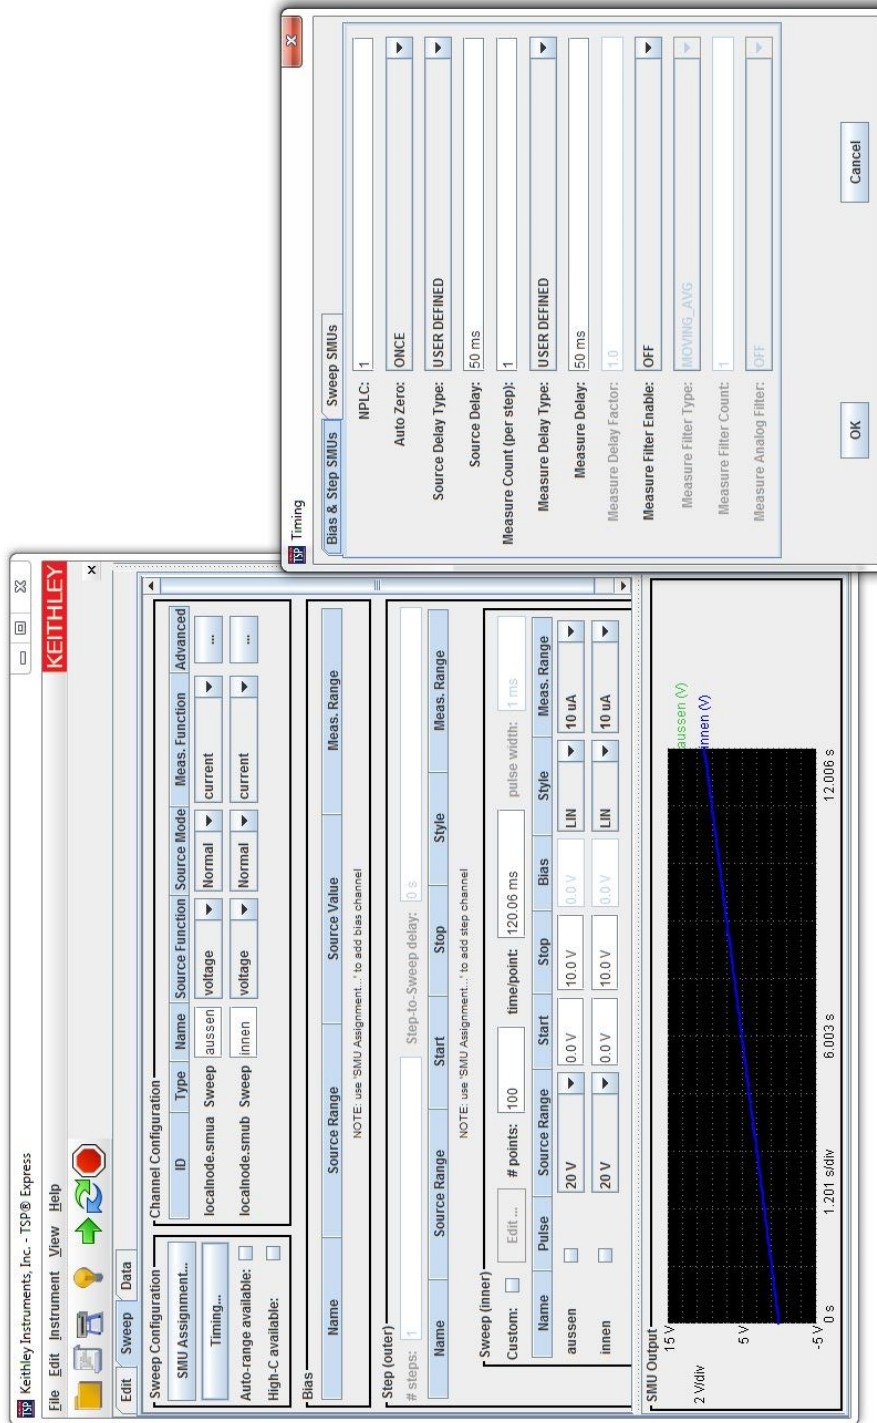 TSP Keithley Instruments, Inc. - TSP® Express
File Edit Instrument View Help
KEITHLEY
Edit Sweep Data
Sweep Configuration
SMU Assignment...
Timing...
Auto-range available:
High-C available:
Channel Configuration
ID Type Name Source Function Source Mode Meas. Function Advanced
localnode.smua Sweep aussen voltage Normal current ...
localnode.smub Sweep innen voltage Normal current ...
Bias
Name Source Range Source Value Meas. Range
NOTE: use 'SMU Assignment...' to add bias channel
Step (outer)
# steps: 1 Step-to-Sweep delay: 0 s
Name Source Range Start Stop Style Meas. Range
NOTE: use 'SMU Assignment...' to add step channel
Sweep (inner)
Custom: Edit ... # points: 100 time/point: 120.06 ms pulse width: 1 ms
Name Pulse Source Range Start Stop Bias Style Meas. Range
aussen 20 V 0.0 V 10.0 V 0.0 V LIN 10 uA
innen 20 V 0.0 V 10.0 V 0.0 V LIN 10 uA
SMU Output
15 V
aussen (V)
innen (V)
2 V/div
5 V
-5 V
0 s 1.201 s/div 6.003 s 12.006 s
TSP Timing
Bias & Step SMUs Sweep SMUs
NPLC: 1
Auto Zero: ONCE
Source Delay Type: USER DEFINED
Source Delay: 50 ms
Measure Count (per step): 1
Measure Delay Type: USER DEFINED
Measure Delay: 50 ms
Measure Delay Factor: 1.0
Measure Filter Enable: OFF
Measure Filter Type: MOVING_AVG
Measure Filter Count: 1
Measure Analog Filter: OFF
OK Cancel